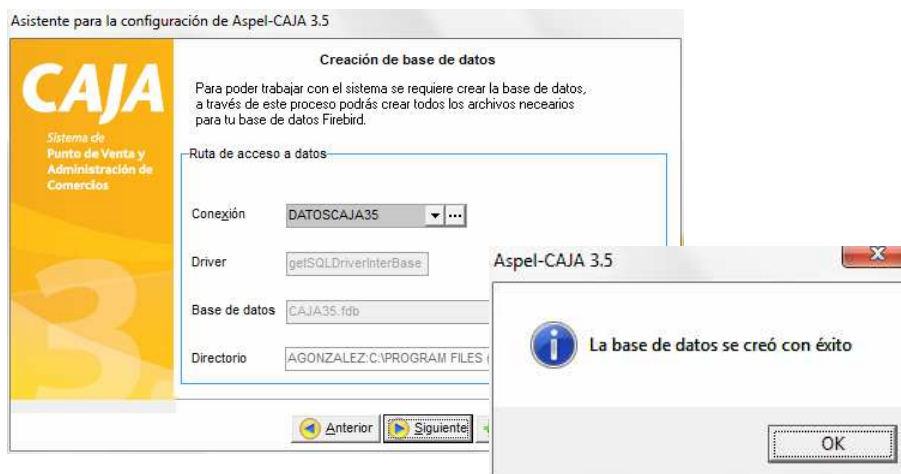 Asistente para la configuración de Aspel-CAJA 3.5
CAJA
Sistema de
Punto de Venta y
Administración de
Comercios
3.
Creación de base de datos
Para poder trabajar con el sistema se requiere crear la base de datos,
a través de este proceso podrás crear todos los archivos necearios
para tu base de datos Firebird.
Ruta de acceso a datos
Conexión DATOSCAJA35 ...
Driver getSQLDriverInterBase
Base de datos CAJA35.fdb
Directorio AGONZALEZ:C:\PROGRAM FILES
Anterior Siguiente
Aspel-CAJA 3.5
La base de datos se creó con éxito
OK